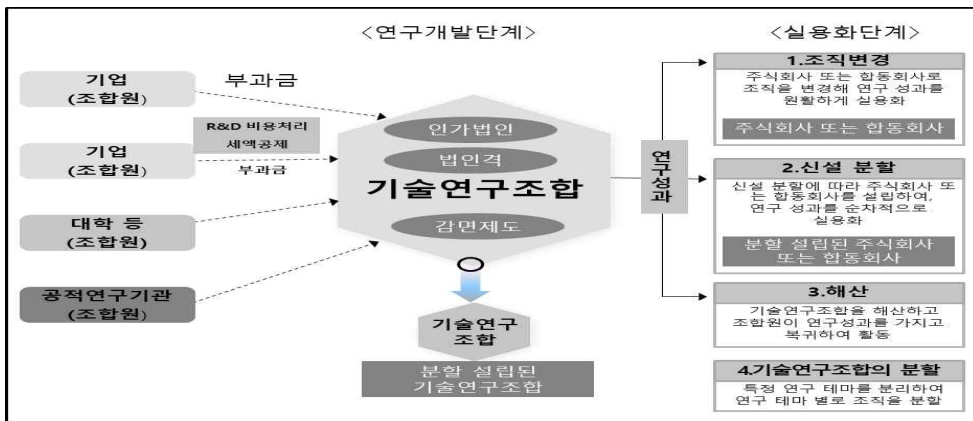 <연구개발단계>
<실용화단계>
기업
(조합원)
부과금
기업
(조합원)
R&D 비용처리
세액공제
부과금
대학 등
(조합원)
공적연구기관
(조합원)
인가법인
법인격
기술연구조합
감면제도
기술연구
조합
분할 설립된
기술연구조합
연구성과
1.조직변경
주식회사 또는 합동회사로
조직을 변경해 연구 성과를
원활하게 실용화
주식회사 또는 합동회사
2.신설 분할
신설 분할에 따라 주식회사 또
는 합동회사를 설립하여,
연구 성과를 순차적으로
실용화
분할 설립된 주식회사
또는 합동회사
3.해산
기술연구조합을 해산하고
조합원이 연구성과를 가지고
복귀하여 활동
4.기술연구조합의 분할
특정 연구 테마를 분리하여
연구 테마 별로 조직을 분할